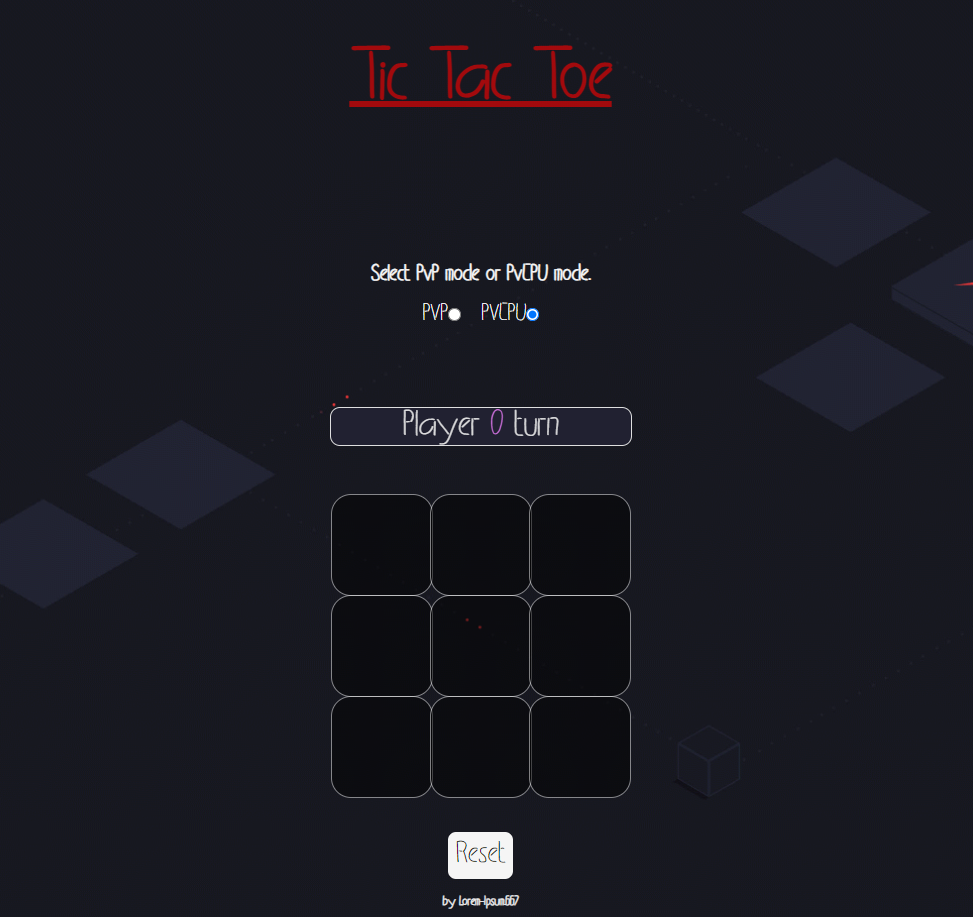 Tic Tac Toe
Select PvP mode or PvCPU mode.
PVP PVCPU
Player O turn
Reset
by Lorem-Ipsum667